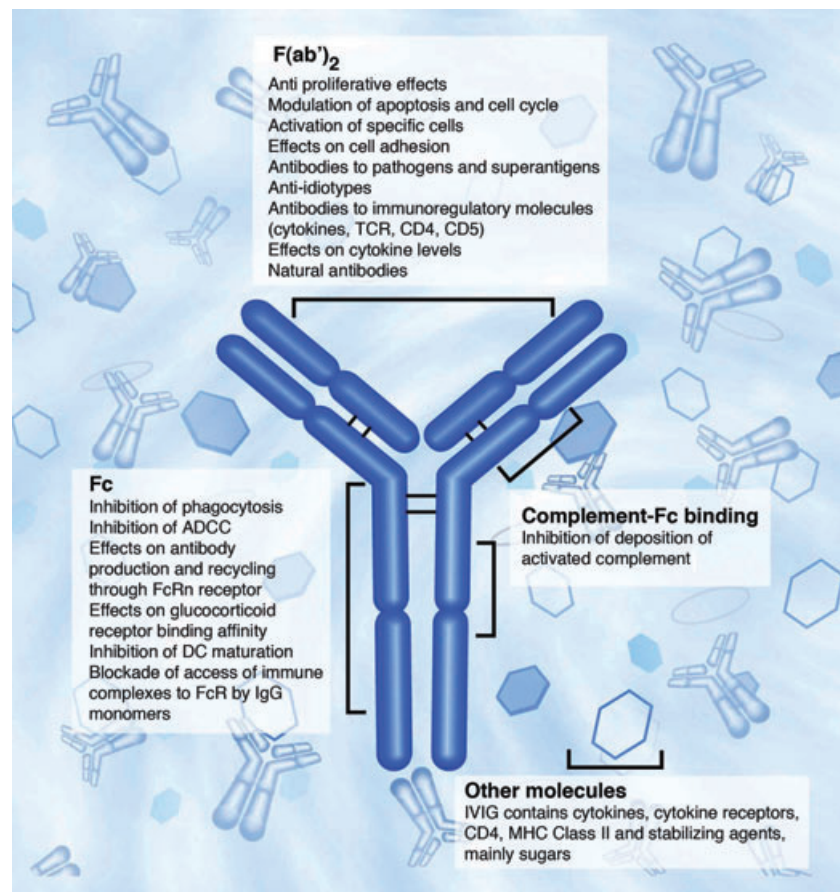 F(ab’)2
Anti proliferative effects
Modulation of apoptosis and cell cycle
Activation of specific cells
Effects on cell adhesion
Antibodies to pathogens and superantigens
Anti-idiotypes
Antibodies to immunoregulatory molecules
(cytokines, TCR, CD4, CD5)
Effects on cytokine levels
Natural antibodies
Fc
Inhibition of phagocytosis
Inhibition of ADCC
Effects on antibody
production and recycling
through FcRn receptor
Effects on glucocorticoid
receptor binding affinity
Inhibition of DC maturation
Blockade of access of immune
complexes to FcR by IgG
monomers
Complement-Fc binding
Inhibition of deposition of
activated complement
Other molecules
IVIG contains cytokines, cytokine receptors,
CD4, MHC Class II and stabilizing agents,
mainly sugars